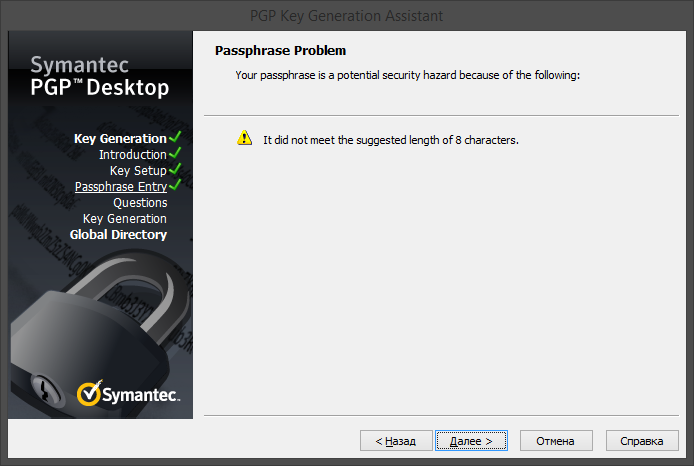 PGP Key Generation Assistant
Symantec
PGP™ Desktop
Key Generation
Introduction
Key Setup
Passphrase Entry
Questions
Key Generation
Global Directory
Symantec.
Passphrase Problem
Your passphrase is a potential security hazard because of the following:
It did not meet the suggested length of 8 characters.
< Назад
Далее >
Отмена
Справка